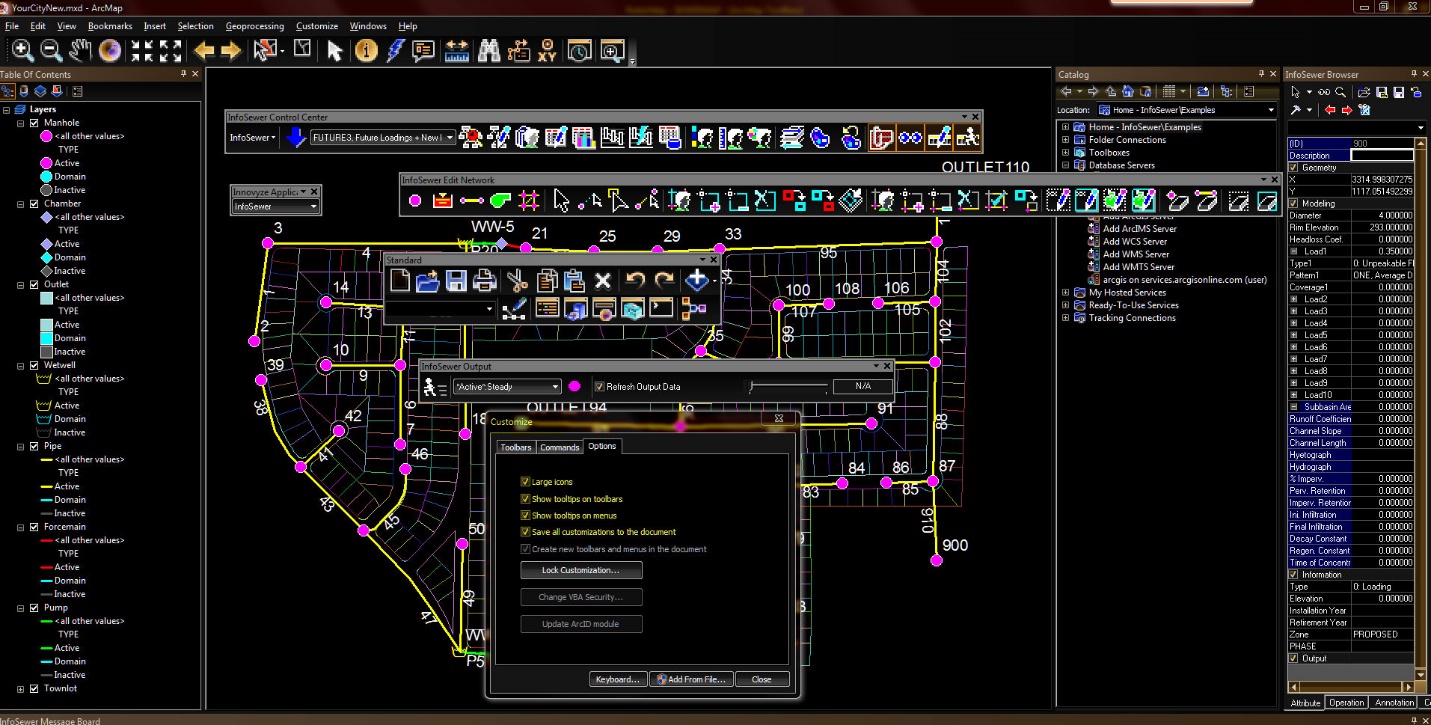 YourCityNew.mxd - ArcMap
File Edit View Bookmarks Insert Selection Geoprocessing Customize Windows Help
Table Of Contents
Layers
Manhole
<all other values>
TYPE
Active
Domain
Inactive
Chamber
<all other values>
TYPE
Active
Domain
Inactive
Outlet
<all other values>
TYPE
Active
Domain
Inactive
Wetwell
<all other values>
TYPE
Active
Domain
Inactive
Pipe
<all other values>
TYPE
Active
Domain
Inactive
Forcemain
<all other values>
TYPE
Active
Domain
Inactive
Pump
<all other values>
TYPE
Active
Domain
Inactive
Townlot
InfoSewer Message Board
InfoSewer Control Center
InfoSewer FUTURE3, Future Loadings + New I
OUTLET110
Innovyze Applica
InfoSewer
InfoSewer Edit Network
XY
3 WW-5 21 25 29 33
4 P20 34 95 104
Standard
14 13 11 100 108 106
107 105
1 2 99 102
10 9 35
39 38
InfoSewer Output
*Active*:Steady Refresh Output Data N/A
OUTLET94
6 42 7 18 91 88
41 46 84 86 87
83 85
43 45 50 910
900
49 47
WW
P5
Customize
Toolbars Commands Options
Large icons
Show tooltips on toolbars
Show tooltips on menus
Save all customizations to the document
Create new toolbars and menus in the document
Lock Customization...
Change VBA Security...
Update ArcID module
Keyboard... Add From File... Close
Catalog
Location: Home - InfoSewer\Examples
Home - InfoSewer\Examples
Folder Connections
Toolboxes
Database Servers
Add ArcIMS Server
Add WCS Server
Add WMS Server
Add WMTS Server
arcgis on services.arcgisonline.com (user)
My Hosted Services
Ready-To-Use Services
Tracking Connections
InfoSewer Browser
(ID) 900
Description
Geometry
X 3314.998307275
Y 1117.051492299
Modeling
Diameter 4.000000
Rim Elevation 293.000000
Headloss Coef. 0.000000
Load1 0.350000
Type1 0: Unpeakable F
Pattern1 ONE, Average D
Coverage1 0.000000
Load2 0.000000
Load3 0.000000
Load4 0.000000
Load5 0.000000
Load6 0.000000
Load7 0.000000
Load8 0.000000
Load9 0.000000
Load10 0.000000
Subbasin Are 0.000000
Runoff Coefficien 0.000000
Channel Slope 0.000000
Channel Length 0.000000
Hyetograph
Hydrograph
% Imperv. 0.000000
Perv. Retention 0.000000
Imperv. Retention 0.000000
Ini. Infiltration 0.000000
Final Infiltration 0.000000
Decay Constant 0.000000
Regen. Constant 0.000000
Time of Concentr 0.000000
Information
Type 0: Loading
Elevation 0.000000
Installation Year
Retirement Year
Zone PROPOSED
PHASE
Output
Attribute Operation Annotation